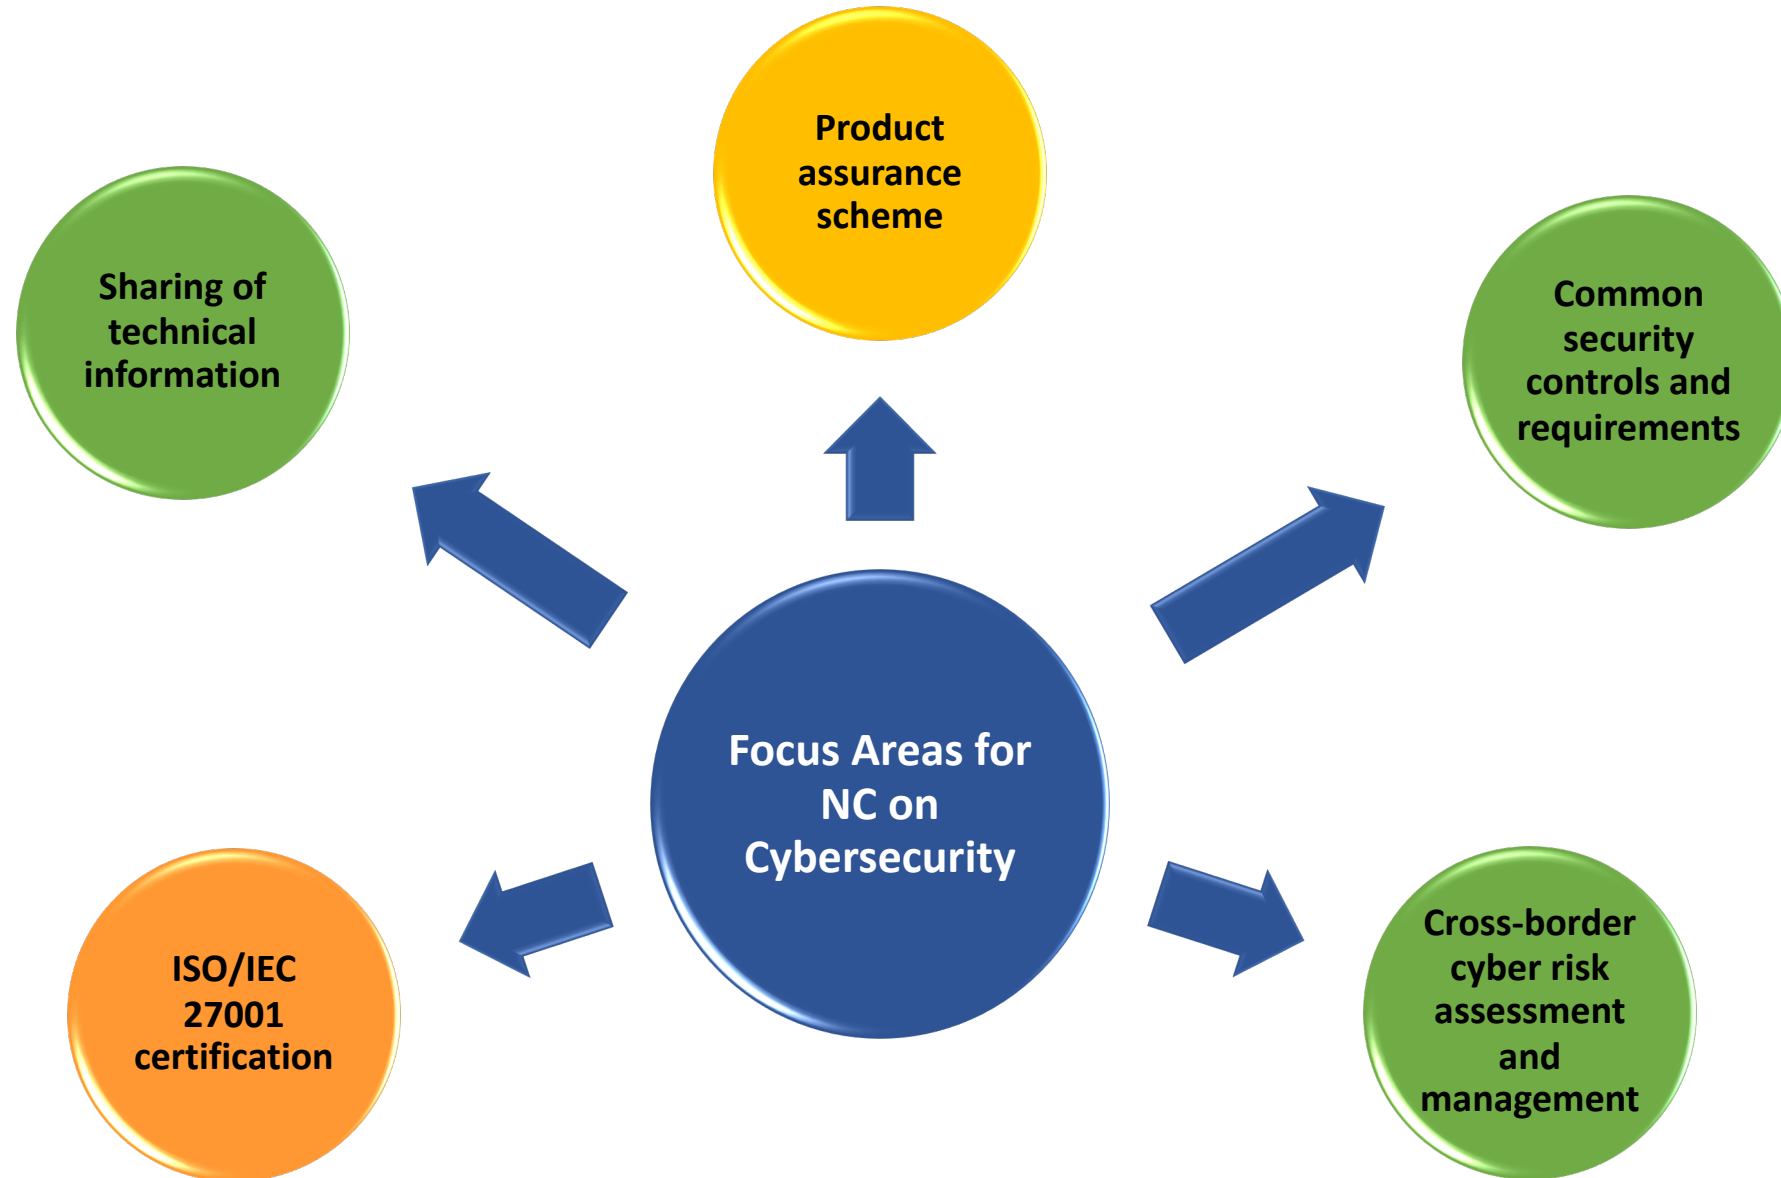 Product
assurance
scheme
Sharing of
technical
information
Common
security
controls and
requirements
Focus Areas for
NC on
Cybersecurity
ISO/IEC
27001
certification
Cross-border
cyber risk
assessment
and
management